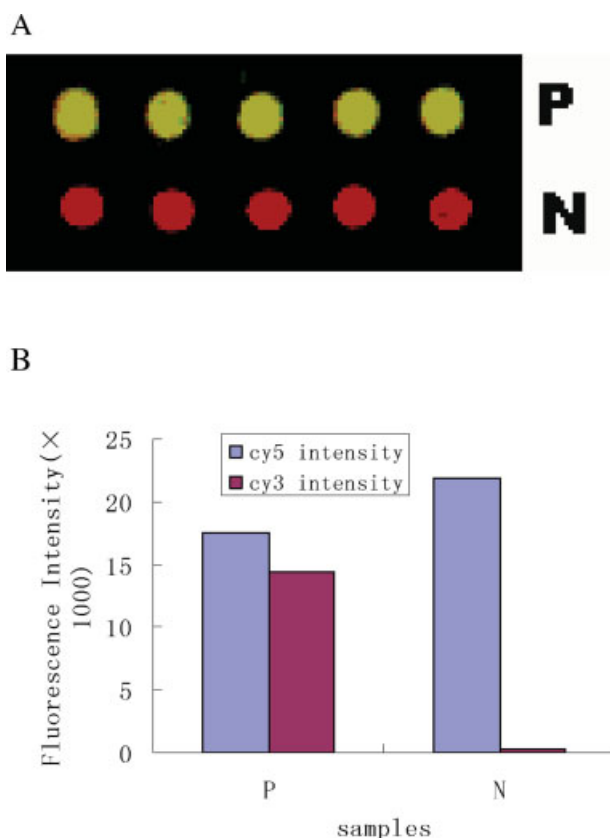 A
P
N
B
Fluorescence Intensity(×
1000)
25
20
15
10
5
0
cy5 intensity
cy3 intensity
P N
samples